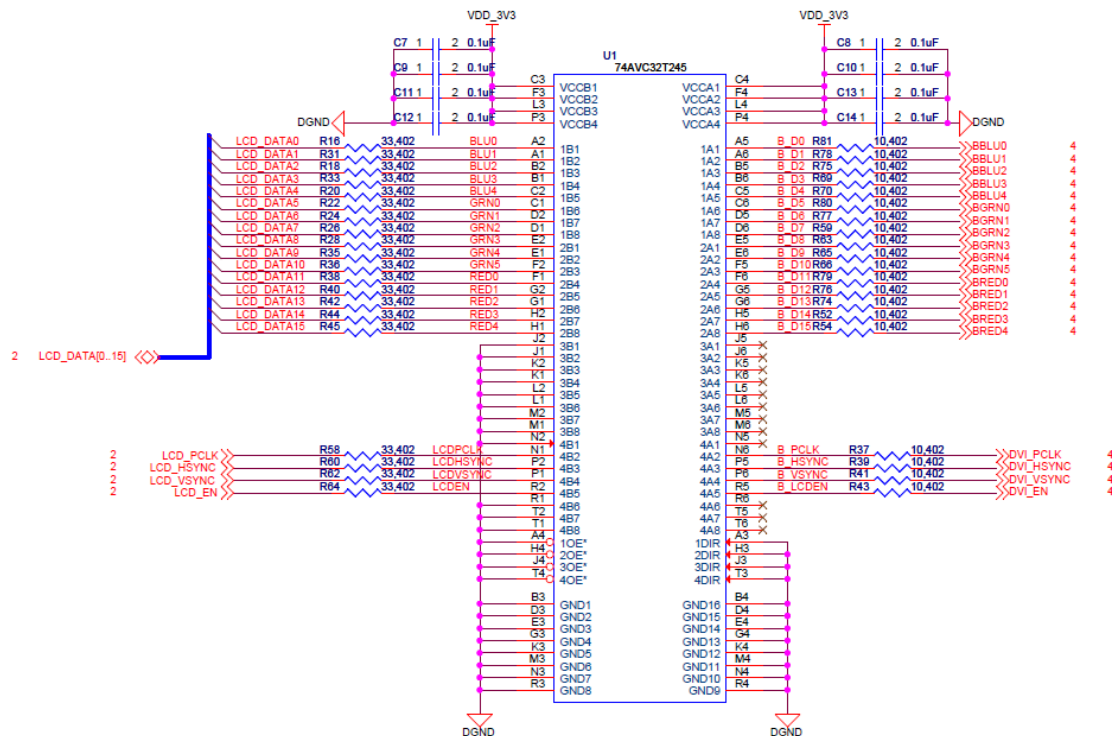 VDD_3V3 VDD_3V3
C7 1 2 0.1uF C8 1 2 0.1uF
U1
74AVC32T245
C9 1 2 0.1uF C10 1 2 0.1uF
C3 VCCB1 VCCA1 C4
C11 1 2 0.1uF F3 VCCB2 VCCA2 F4 C13 1 2 0.1uF
L3 VCCB3 VCCA3 L4
DGND C12 1 2 0.1uF P3 VCCB4 VCCA4 P4 C14 1 2 0.1uF DGND
LCD_DATA0 R16 33,402 BLU0 A2 1B1 1A1 A5 B_D0 R81 10,402 BBLU0 4
LCD_DATA1 R31 33,402 BLU1 A1 1B2 1A2 A6 B_D1 R78 10,402 BBLU1 4
LCD_DATA2 R18 33,402 BLU2 B2 1B3 1A3 B5 B_D2 R75 10,402 BBLU2 4
LCD_DATA3 R33 33,402 BLU3 B1 1B4 1A4 B6 B_D3 R69 10,402 BBLU3 4
LCD_DATA4 R20 33,402 BLU4 C2 1B5 1A5 C5 B_D4 R70 10,402 BBLU4 4
LCD_DATA5 R22 33,402 GRN0 C1 1B6 1A6 C6 B_D5 R80 10,402 BGRN0 4
LCD_DATA6 R24 33,402 GRN1 D2 1B7 1A7 D5 B_D6 R77 10,402 BGRN1 4
LCD_DATA7 R26 33,402 GRN2 D1 1B8 1A8 D6 B_D7 R59 10,402 BGRN2 4
LCD_DATA8 R28 33,402 GRN3 E2 2B1 2A1 E5 B_D8 R63 10,402 BGRN3 4
LCD_DATA9 R35 33,402 GRN4 E1 2B2 2A2 E6 B_D9 R65 10,402 BGRN4 4
LCD_DATA10 R36 33,402 GRN5 F2 2B3 2A3 F5 B_D10 R66 10,402 BGRN5 4
LCD_DATA11 R38 33,402 RED0 F1 2B4 2A4 F6 B_D11 R79 10,402 BRED0 4
LCD_DATA12 R40 33,402 RED1 G2 2B5 2A5 G5 B_D12 R76 10,402 BRED1 4
LCD_DATA13 R42 33,402 RED2 G1 2B6 2A6 G6 B_D13 R74 10,402 BRED2 4
LCD_DATA14 R44 33,402 RED3 H2 2B7 2A7 H5 B_D14 R52 10,402 BRED3 4
LCD_DATA15 R45 33,402 RED4 H1 2B8 2A8 H6 B_D15 R54 10,402 BRED4 4
J2 3B1 3A1 J5
2 LCD_DATA[0..15] J1 3B2 3A2 J6
K2 3B3 3A3 K5
K1 3B4 3A4 K6
L2 3B5 3A5 L5
L1 3B6 3A6 L6
M2 3B7 3A7 M5
M1 3B8 3A8 M6
N2 4B1 4A1 N5
2 LCD_PCLK R58 33,402 LCDPCLK N1 4B2 4A2 N6 B_PCLK R37 10,402 DVI_PCLK 4
2 LCD_HSYNC R60 33,402 LCDHSYNC P2 4B3 4A3 P5 B_HSYNC R39 10,402 DVI_HSYNC 4
2 LCD_VSYNC R62 33,402 LCDVSYNC P1 4B4 4A4 P6 B_VSYNC R41 10,402 DVI_VSYNC 4
2 LCD_EN R64 33,402 LCDEN R2 4B5 4A5 R5 B_LCDEN R43 10,402 DVI_EN 4
R1 4B6 4A6 R6
T2 4B7 4A7 T5
T1 4B8 4A8 T6
A4 1OE* 1DIR A3
H4 2OE* 2DIR H3
J4 3OE* 3DIR J3
T4 4OE* 4DIR T3
B3 GND1 GND16 B4
D3 GND2 GND15 D4
E3 GND3 GND14 E4
G3 GND4 GND13 G4
K3 GND5 GND12 K4
M3 GND6 GND11 M4
N3 GND7 GND10 N4
R3 GND8 GND9 R4
DGND DGND